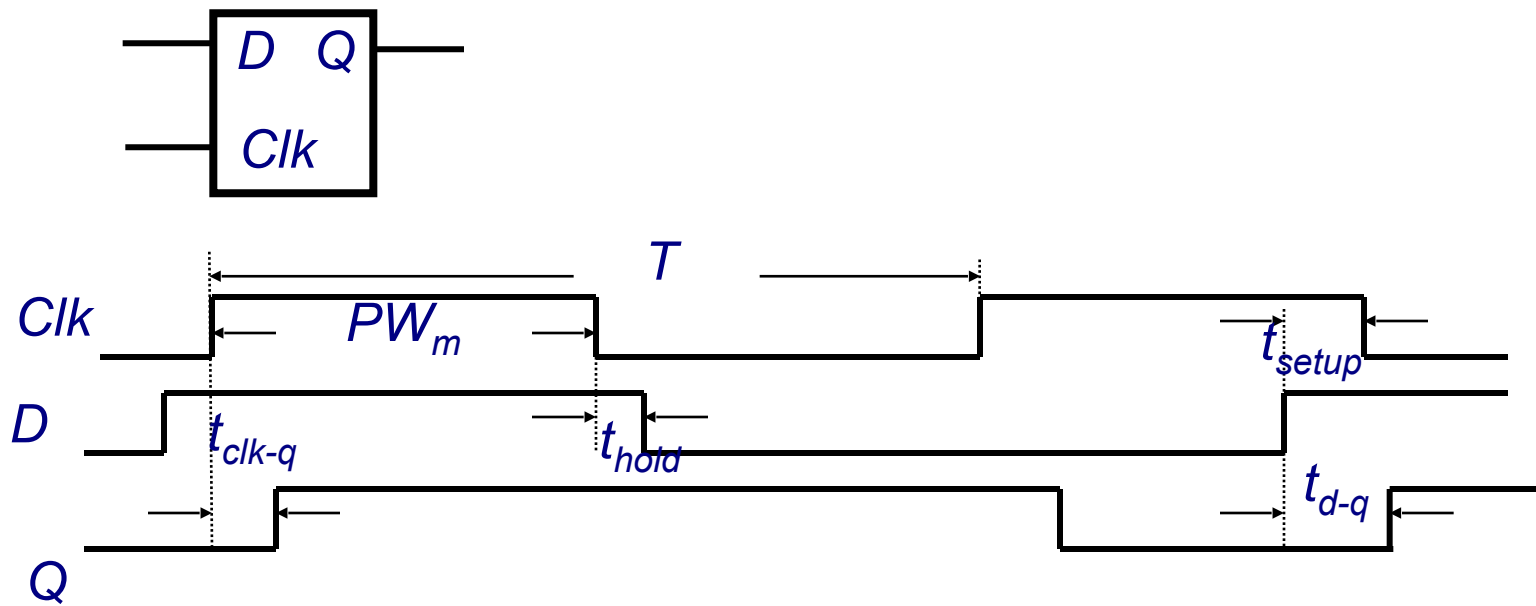 D Q
Clk
T
Clk
PWm
tsetup
D
tclk-q
thold
td-q
Q